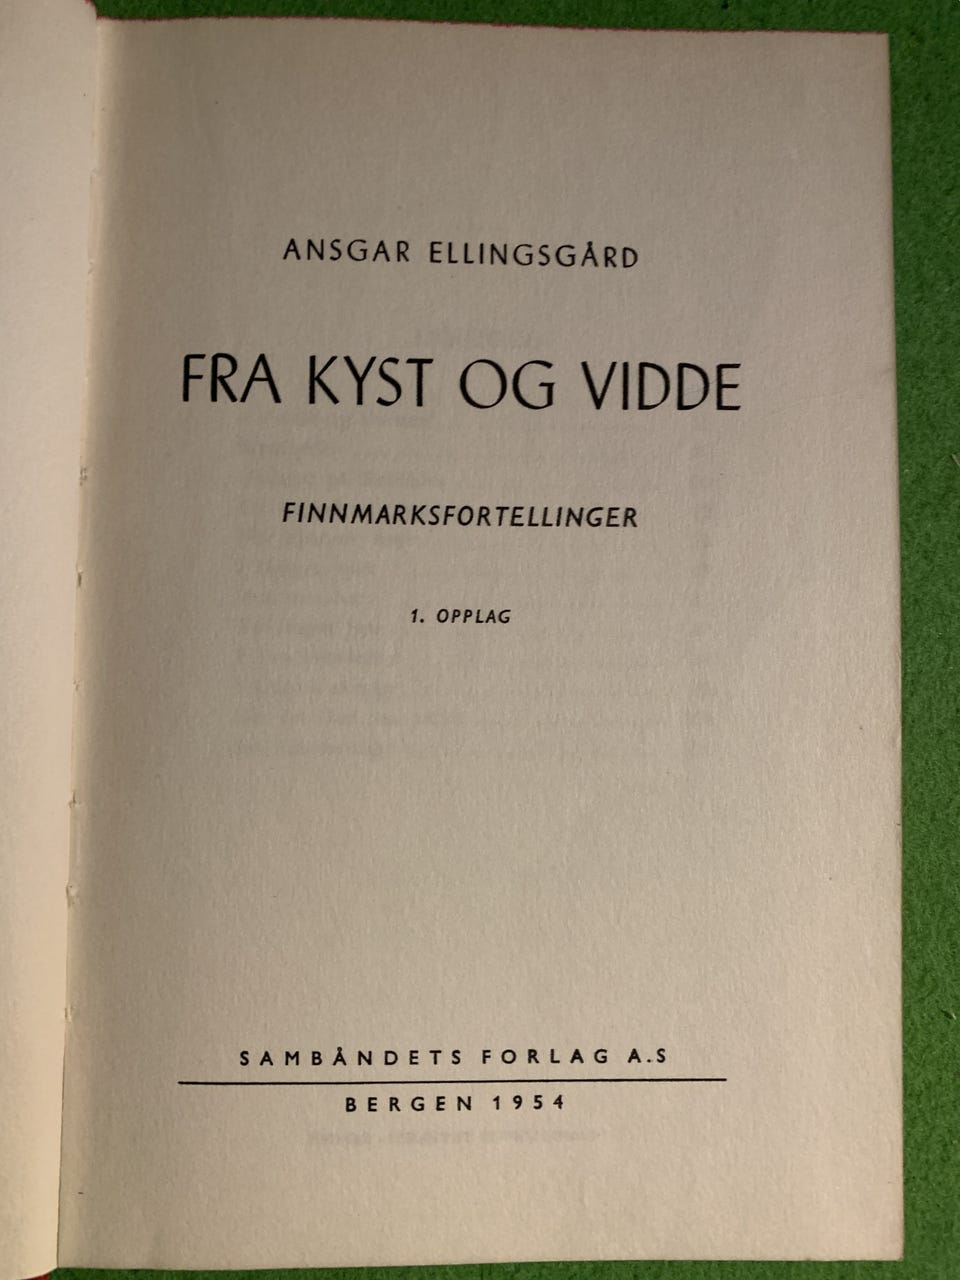 ANSGAR ELLINGSGÅRD
FRA KYST OG VIDDE
FINNMARKSFORTELLINGER
1. OPPLAG
SAMBÅNDETS FORLAG A.S
BERGEN 1954